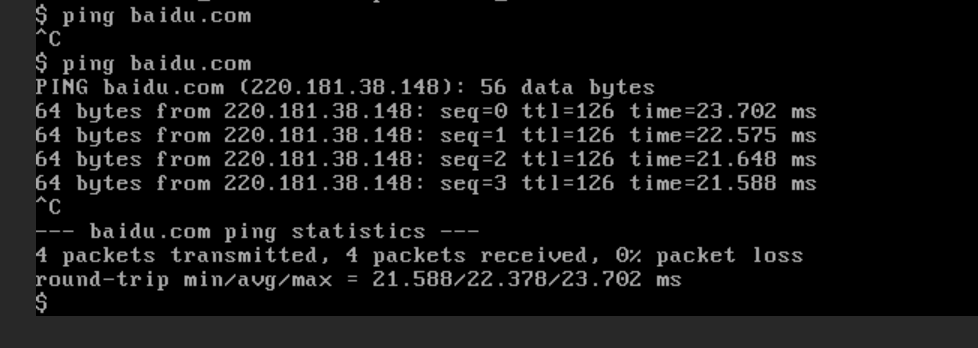 $ ping baidu.com
^C
$ ping baidu.com
PING baidu.com (220.181.38.148): 56 data bytes
64 bytes from 220.181.38.148: seq=0 ttl=126 time=23.702 ms
64 bytes from 220.181.38.148: seq=1 ttl=126 time=22.575 ms
64 bytes from 220.181.38.148: seq=2 ttl=126 time=21.648 ms
64 bytes from 220.181.38.148: seq=3 ttl=126 time=21.588 ms
^C
--- baidu.com ping statistics ---
4 packets transmitted, 4 packets received, 0% packet loss
round-trip min/avg/max = 21.588/22.378/23.702 ms
$